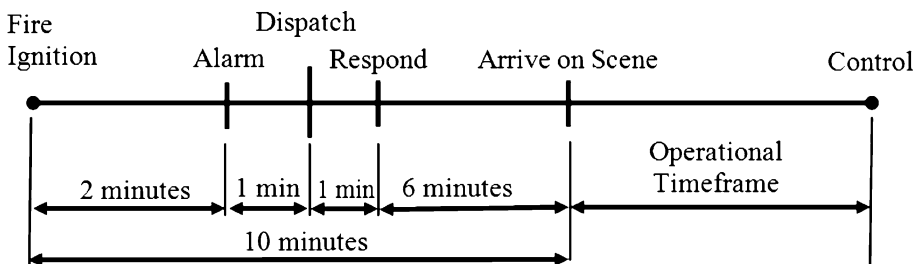 Fire
Ignition
Alarm
Dispatch
Respond
Arrive on Scene
Control
2 minutes
1 min
1 min
6 minutes
Operational
Timeframe
10 minutes